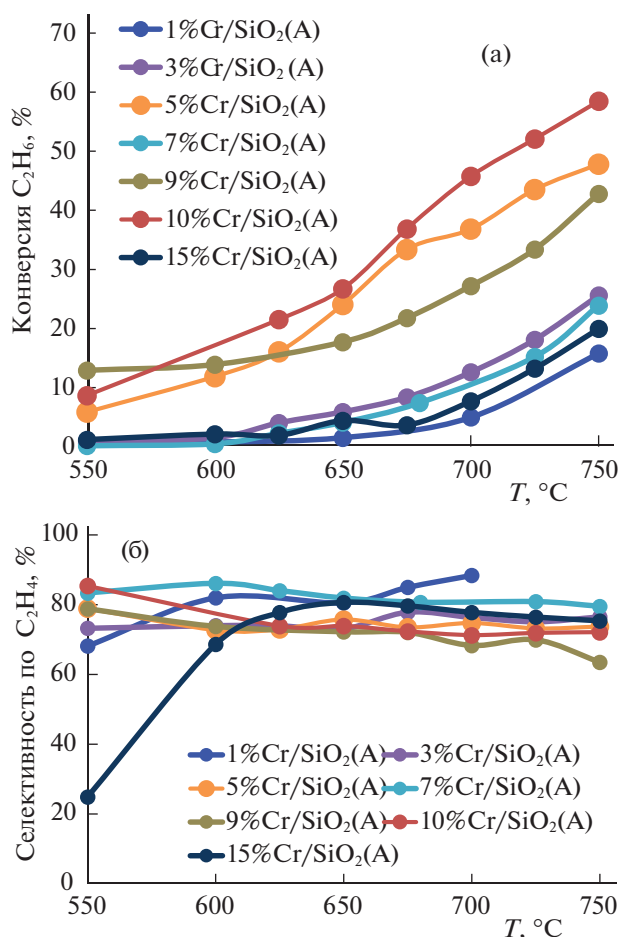 Конверсия C₂H₆, %
70
60
50
40
30
20
10
0
1%Cr/SiO₂(A)
3%Cr/SiO₂(A)
5%Cr/SiO₂(A)
7%Cr/SiO₂(A)
9%Cr/SiO₂(A)
10%Cr/SiO₂(A)
15%Cr/SiO₂(A)
(а)
550 600 650 700 750
T, °C
Селективность по C₂H₄, %
100
80
60
40
20
0
(б)
1%Cr/SiO₂(A) 3%Cr/SiO₂(A)
5%Cr/SiO₂(A) 7%Cr/SiO₂(A)
9%Cr/SiO₂(A) 10%Cr/SiO₂(A)
15%Cr/SiO₂(A)
550 600 650 700 750
T, °C